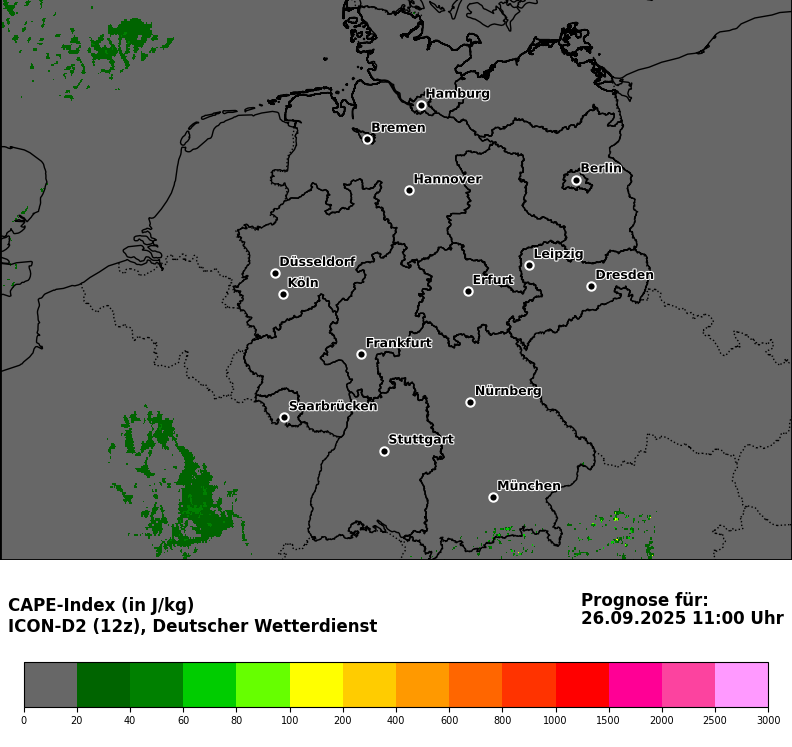 Hamburg
Bremen
Berlin
Hannover
Leipzig
Düsseldorf
Dresden
Köln
Erfurt
Frankfurt
Nürnberg
Saarbrücken
Stuttgart
München
CAPE-Index (in J/kg)
ICON-D2 (12z), Deutscher Wetterdienst
Prognose für:
26.09.2025 11:00 Uhr
0 20 40 60 80 100 200 400 600 800 1000 1500 2000 2500 3000